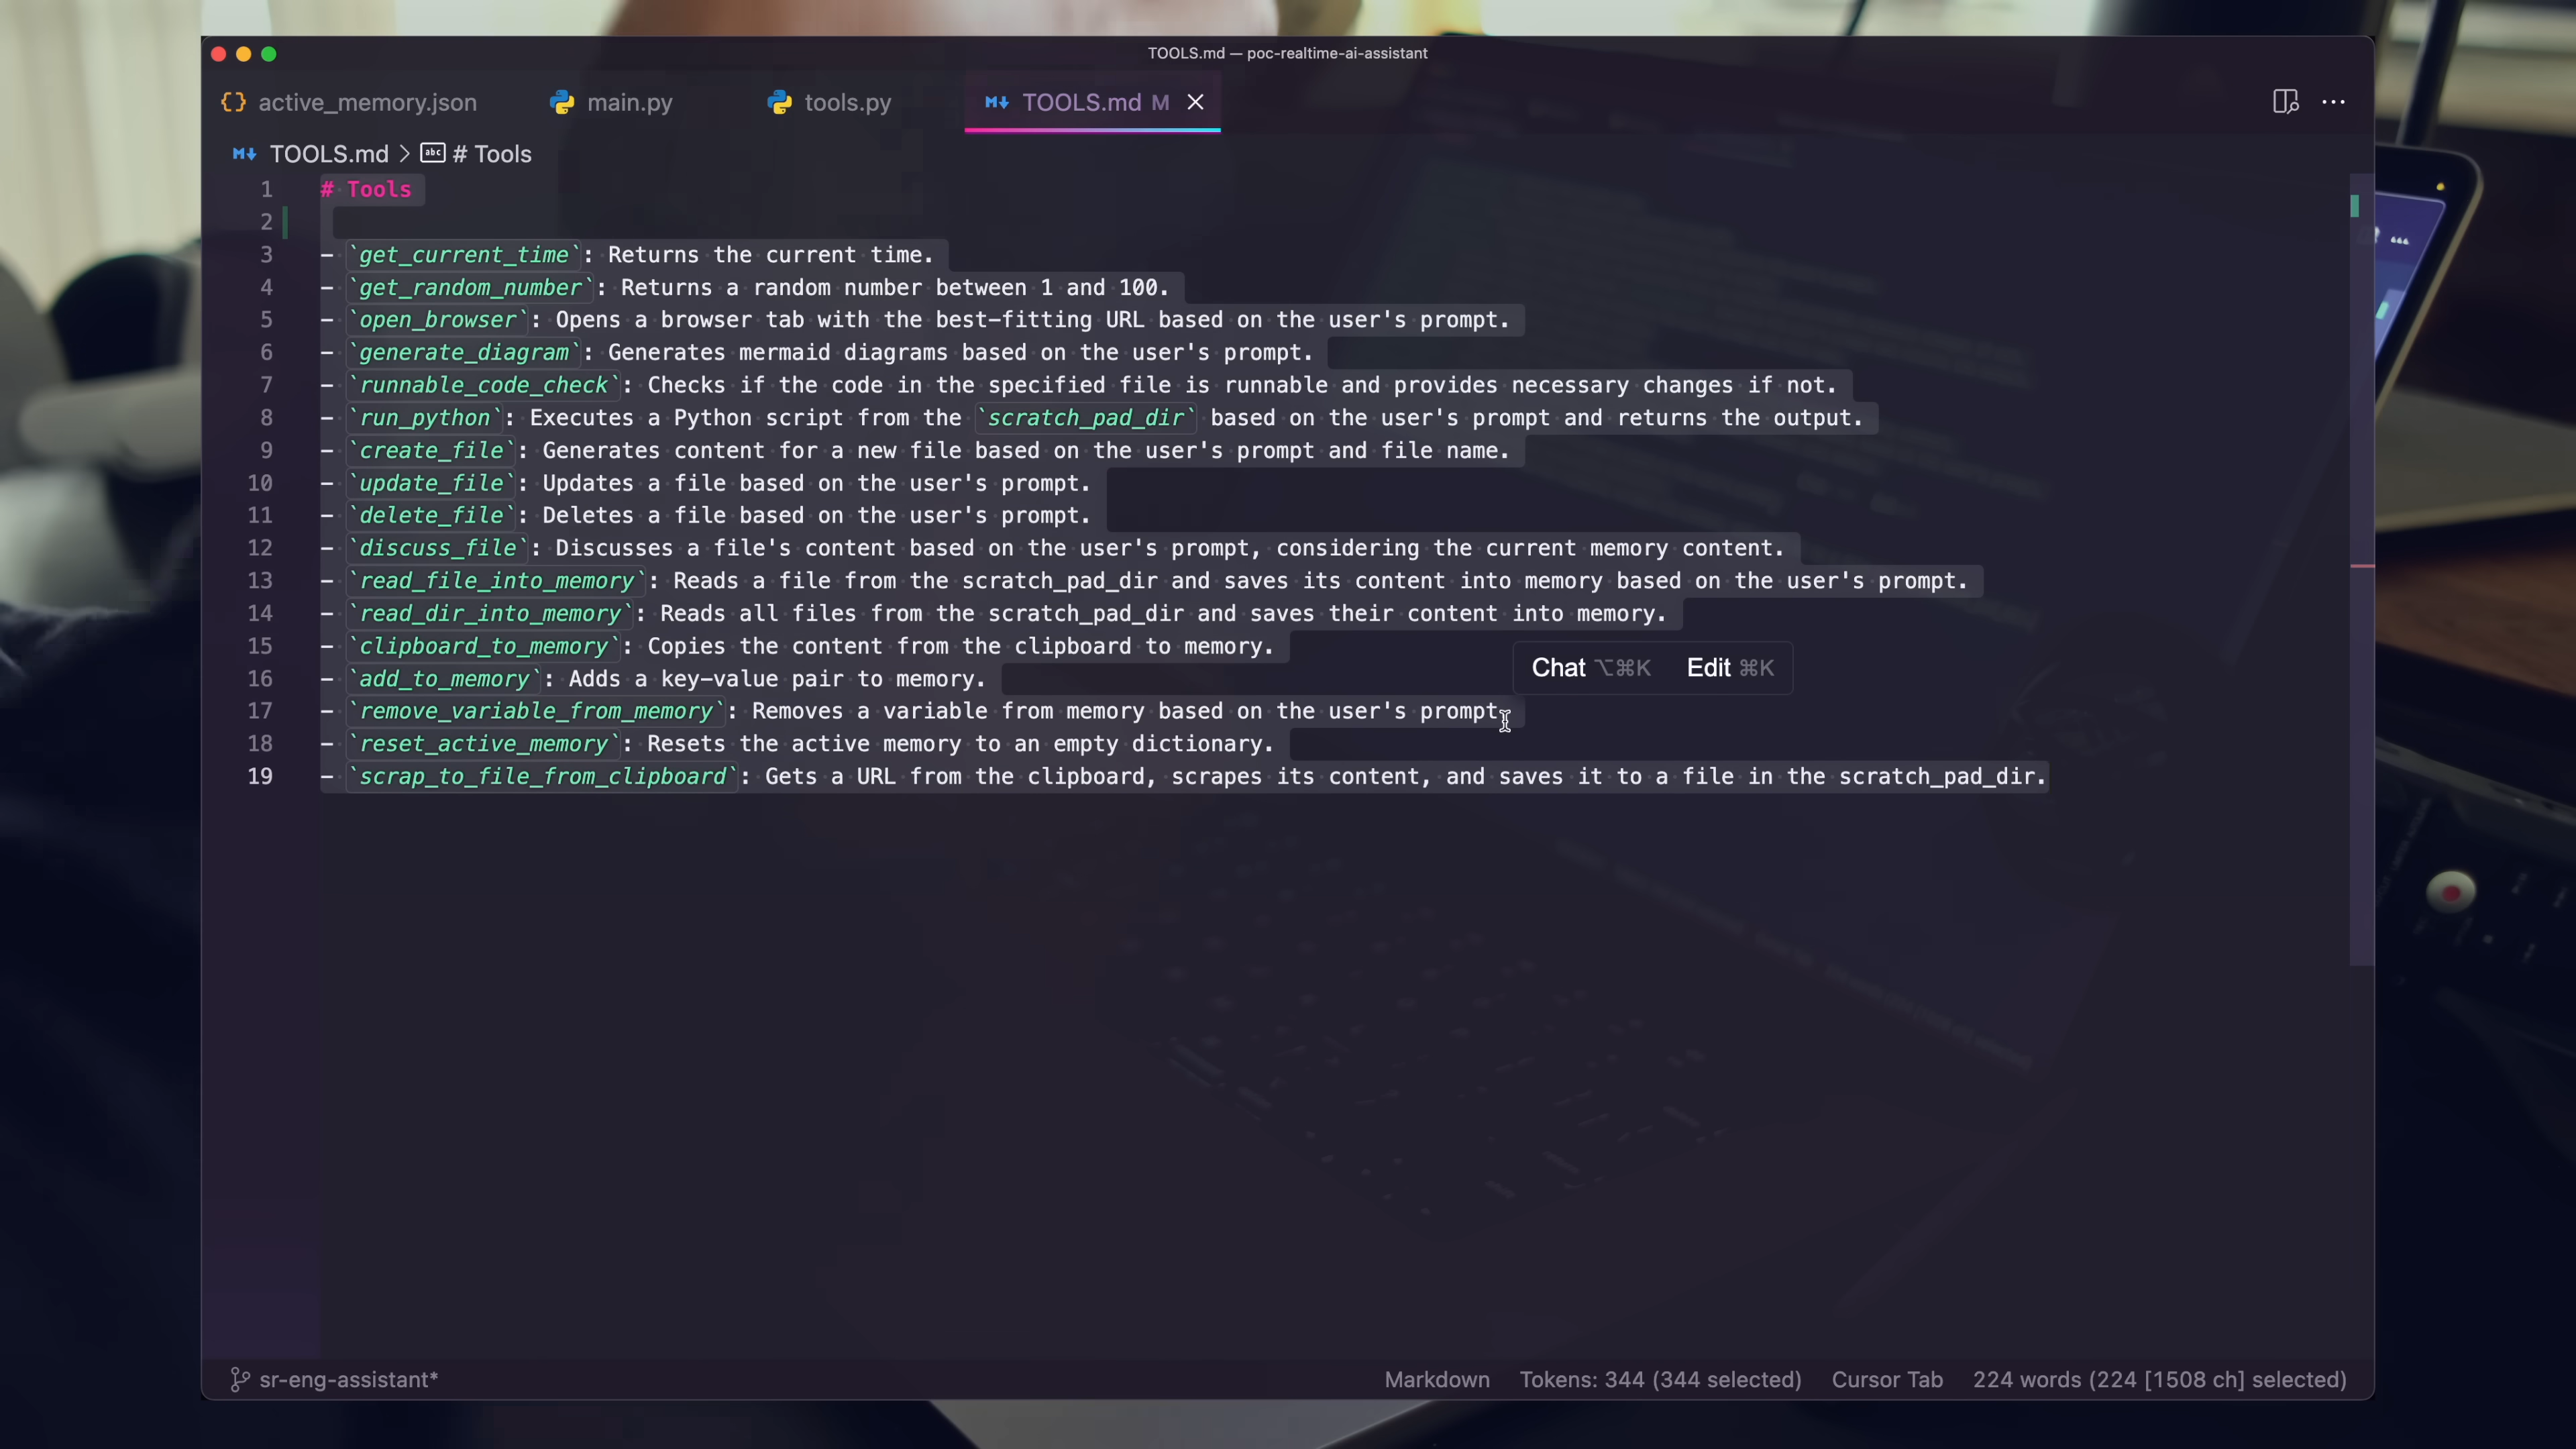 TOOLS.md — poc-realtime-ai-assistant
active_memory.json main.py tools.py TOOLS.md M
TOOLS.md > # Tools
1 # Tools
2
3 - `get_current_time`: Returns the current time.
4 - `get_random_number`: Returns a random number between 1 and 100.
5 - `open_browser`: Opens a browser tab with the best-fitting URL based on the user's prompt.
6 - `generate_diagram`: Generates mermaid diagrams based on the user's prompt.
7 - `runnable_code_check`: Checks if the code in the specified file is runnable and provides necessary changes if not.
8 - `run_python`: Executes a Python script from the `scratch_pad_dir` based on the user's prompt and returns the output.
9 - `create_file`: Generates content for a new file based on the user's prompt and file name.
10 - `update_file`: Updates a file based on the user's prompt.
11 - `delete_file`: Deletes a file based on the user's prompt.
12 - `discuss_file`: Discusses a file's content based on the user's prompt, considering the current memory content.
13 - `read_file_into_memory`: Reads a file from the scratch_pad_dir and saves its content into memory based on the user's prompt.
14 - `read_dir_into_memory`: Reads all files from the scratch_pad_dir and saves their content into memory.
15 - `clipboard_to_memory`: Copies the content from the clipboard to memory.
Chat ⌥⌘K Edit ⌘K
16 - `add_to_memory`: Adds a key-value pair to memory.
17 - `remove_variable_from_memory`: Removes a variable from memory based on the user's prompt.
18 - `reset_active_memory`: Resets the active memory to an empty dictionary.
19 - `scrap_to_file_from_clipboard`: Gets a URL from the clipboard, scrapes its content, and saves it to a file in the scratch_pad_dir.
sr-eng-assistant* Markdown Tokens: 344 (344 selected) Cursor Tab 224 words (224 [1508 ch] selected)